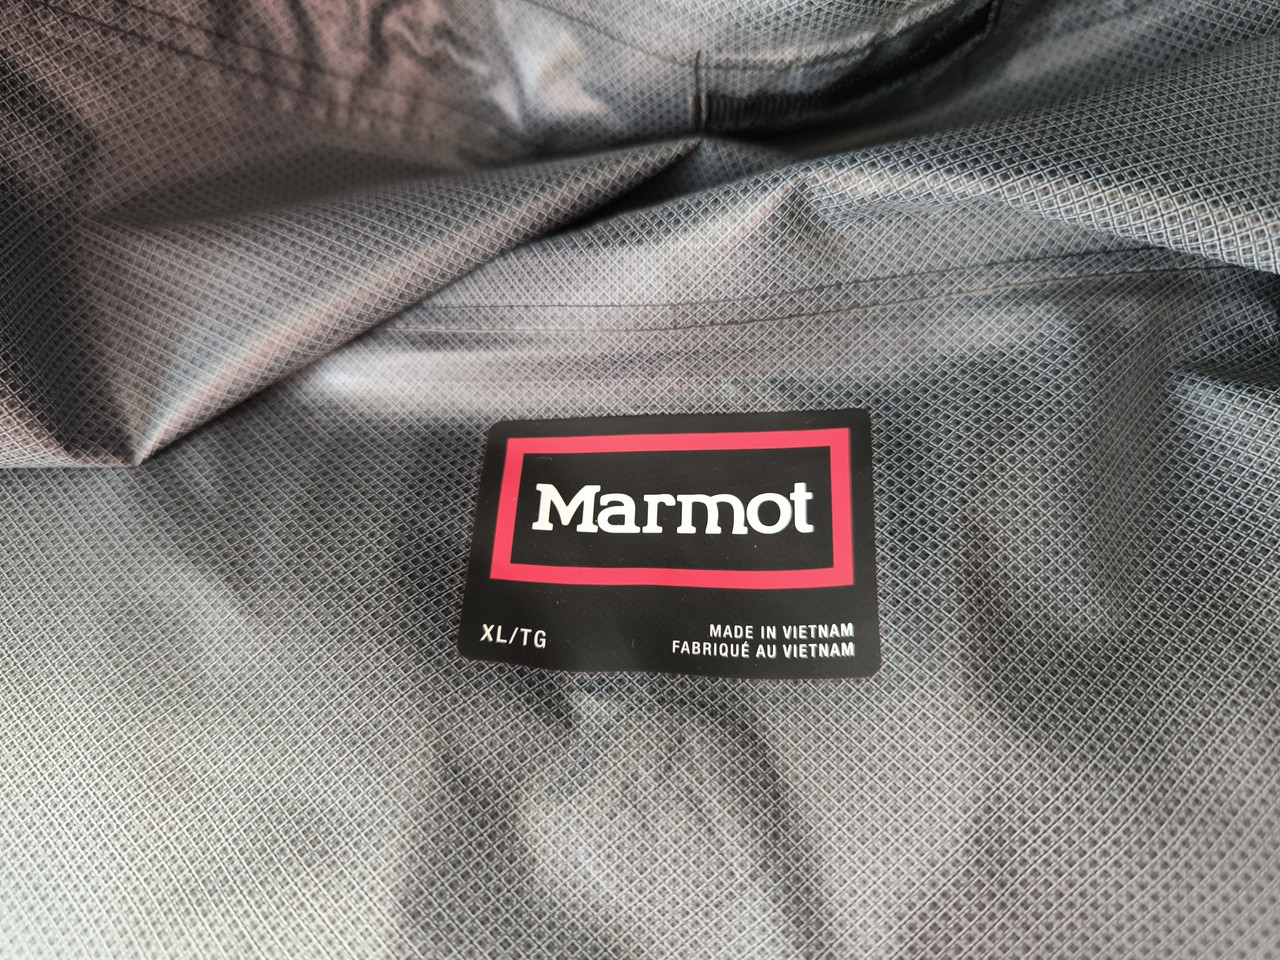 Marmot
XL/TG
MADE IN VIETNAM
FABRIQUÉ AU VIETNAM